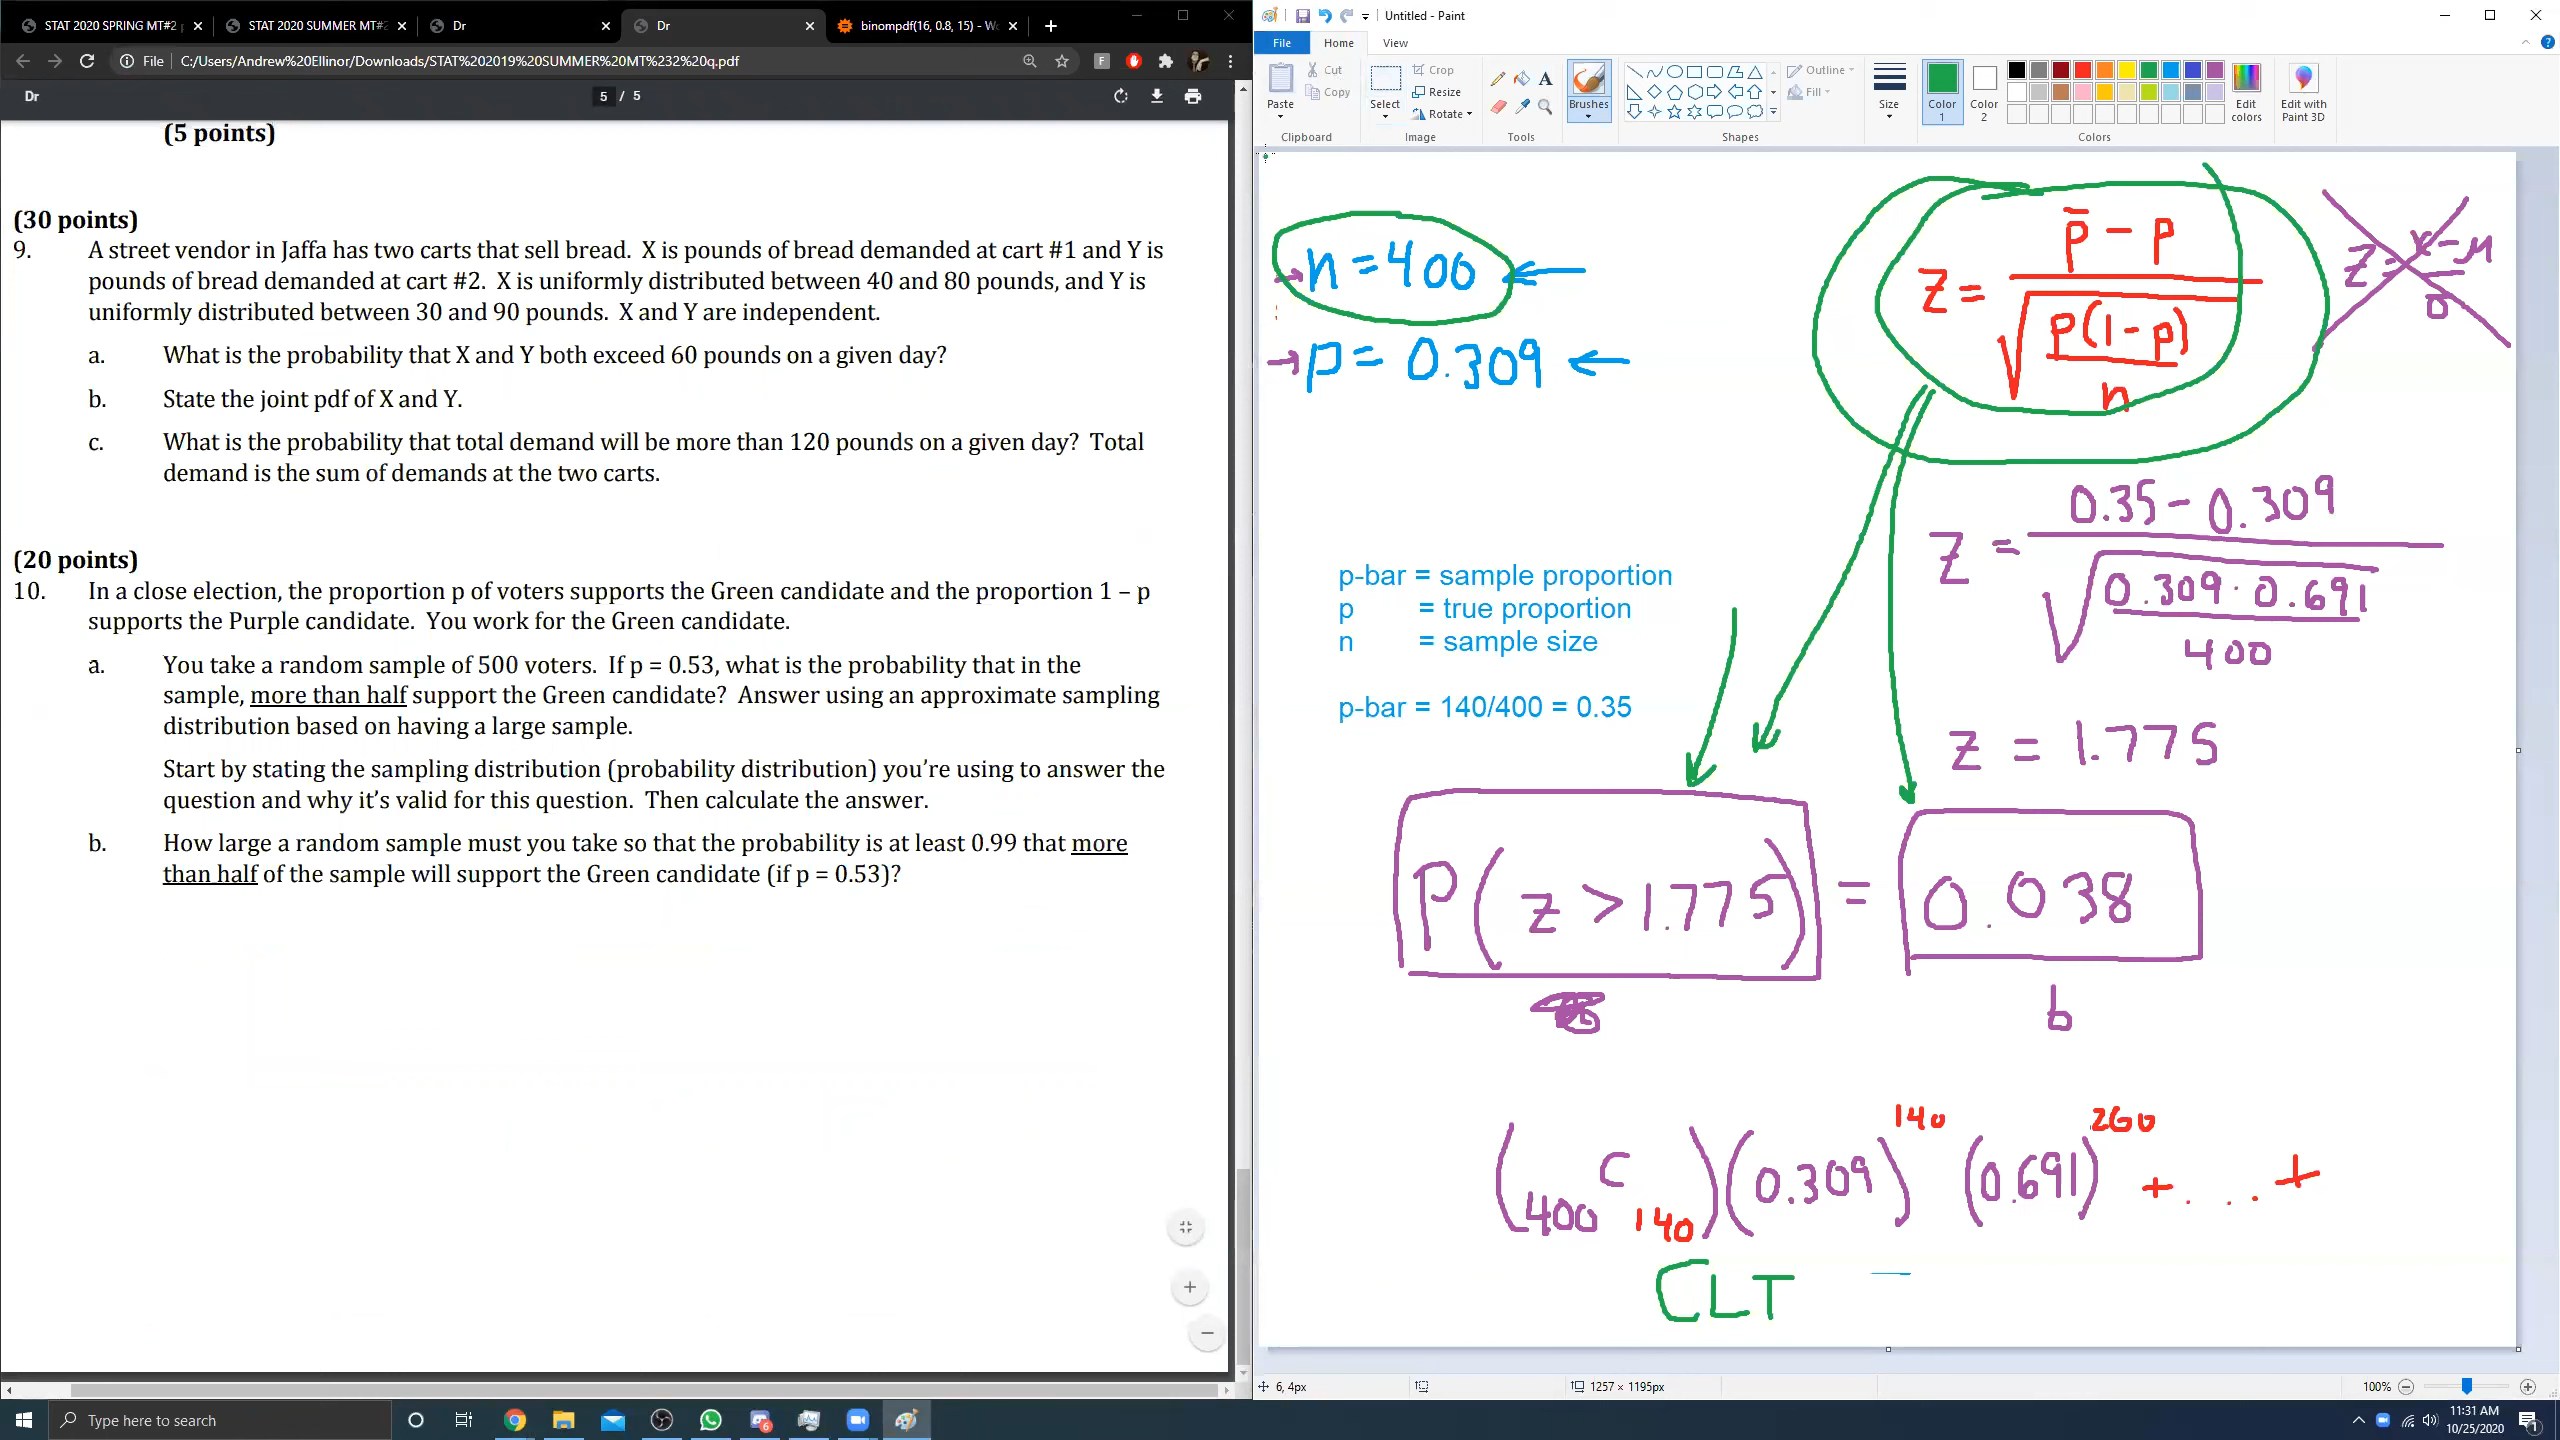 STAT 2020 SPRING MT#2
STAT 2020 SUMMER MT#2
Dr
Dr
binompdf(16, 0.8, 15) - Wo
File
C:/Users/Andrew%20Ellinor/Downloads/STAT%202019%20SUMMER%20MT%232%20q.pdf
Dr
5 / 5
(5 points)
(30 points)
9. A street vendor in Jaffa has two carts that sell bread. X is pounds of bread demanded at cart #1 and Y is
pounds of bread demanded at cart #2. X is uniformly distributed between 40 and 80 pounds, and Y is
uniformly distributed between 30 and 90 pounds. X and Y are independent.
a. What is the probability that X and Y both exceed 60 pounds on a given day?
b. State the joint pdf of X and Y.
c. What is the probability that total demand will be more than 120 pounds on a given day? Total
demand is the sum of demands at the two carts.
(20 points)
10. In a close election, the proportion p of voters supports the Green candidate and the proportion 1 – p
supports the Purple candidate. You work for the Green candidate.
a. You take a random sample of 500 voters. If p = 0.53, what is the probability that in the
sample, more than half support the Green candidate? Answer using an approximate sampling
distribution based on having a large sample.
Start by stating the sampling distribution (probability distribution) you're using to answer the
question and why it's valid for this question. Then calculate the answer.
b. How large a random sample must you take so that the probability is at least 0.99 that more
than half of the sample will support the Green candidate (if p = 0.53)?
Type here to search
6
Untitled - Paint
File
Home
View
Paste
Clipboard
Select
Crop
Resize
Rotate
Cut
Copy
Image
Tools
Brushes
Shapes
Outline
Fill
Size
Color 1
Color 2
Edit colors
Edit with Paint 3D
Colors
n = 400
p = 0.309
z = p̄ - p
√ p(1-p)
n
z = x - μ
σ
p-bar = sample proportion
p = true proportion
n = sample size
p-bar = 140/400 = 0.35
z = 0.35 - 0.309
√ 0.309 · 0.691
400
z = 1.775
P( z > 1.775 ) = 0.038
b
(400 C 140)(0.309)^140 (0.691)^260 + . . . +
CLT
6, 4px
1257 × 1195px
100%
11:31 AM
10/25/2020
1